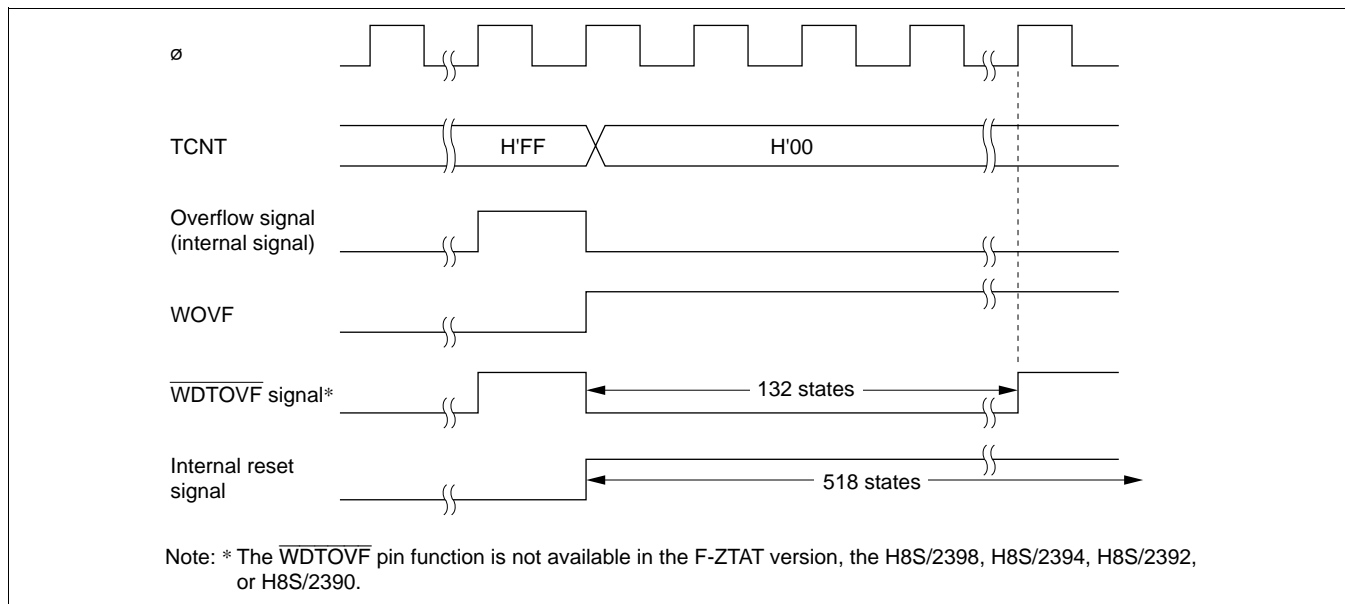 ø
TCNT
H'FF
H'00
Overflow signal
(internal signal)
WOVF
WDTOVF signal*
132 states
Internal reset
signal
518 states
Note: * The WDTOVF pin function is not available in the F-ZTAT version, the H8S/2398, H8S/2394, H8S/2392,
or H8S/2390.